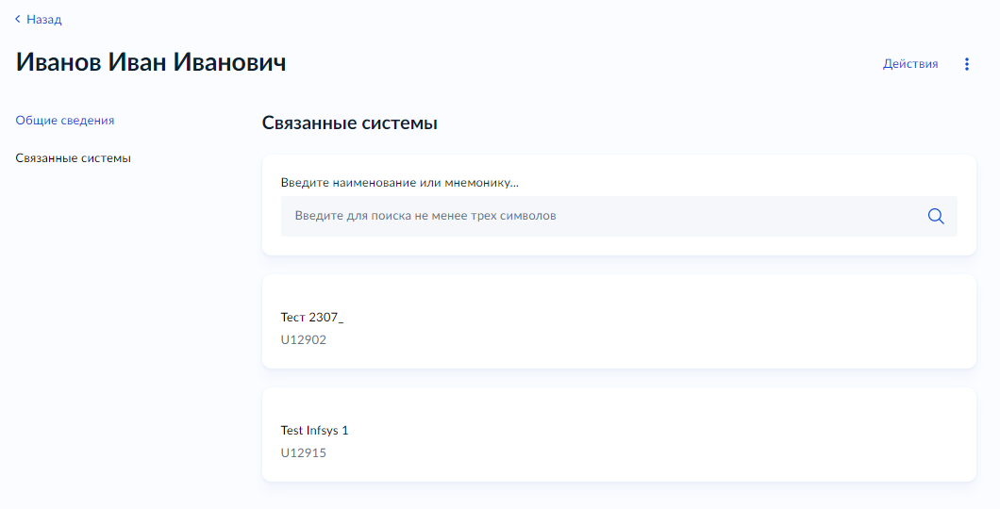 Назад
Иванов Иван Иванович
Действия
Общие сведения
Связанные системы
Связанные системы
Введите наименование или мнемонику...
Введите для поиска не менее трех символов
Тест 2307_
U12902
Test Infsys 1
U12915